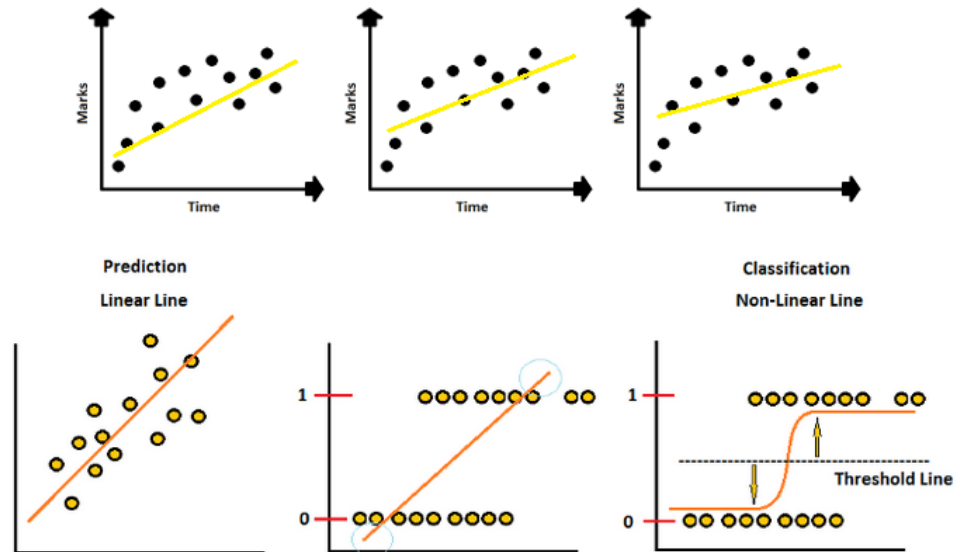 Marks
Time
Marks
Time
Marks
Time
Prediction
Linear Line
Classification
Non-Linear Line
1
0
1
Threshold Line
0